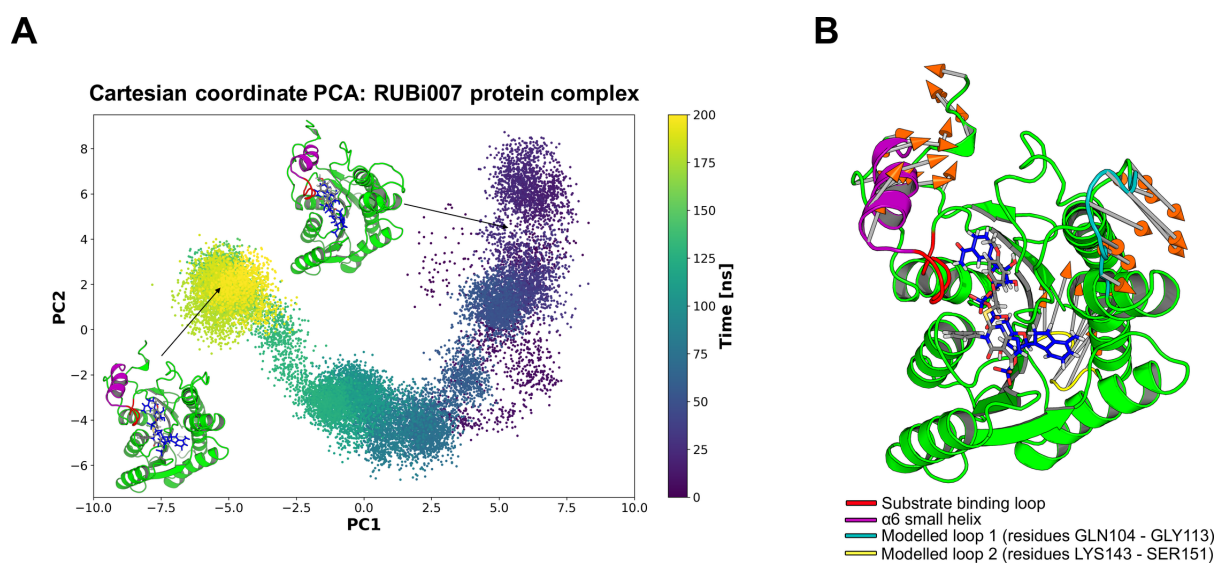 A
B
Cartesian coordinate PCA: RUBi007 protein complex
8
6
4
2
0
−2
−4
−6
PC2
−10.0 −7.5 −5.0 −2.5 0.0 2.5 5.0 7.5 10.0
PC1
200
175
150
125
100
75
50
25
0
Time [ns]
Substrate binding loop
α6 small helix
Modelled loop 1 (residues GLN104 - GLY113)
Modelled loop 2 (residues LYS143 - SER151)